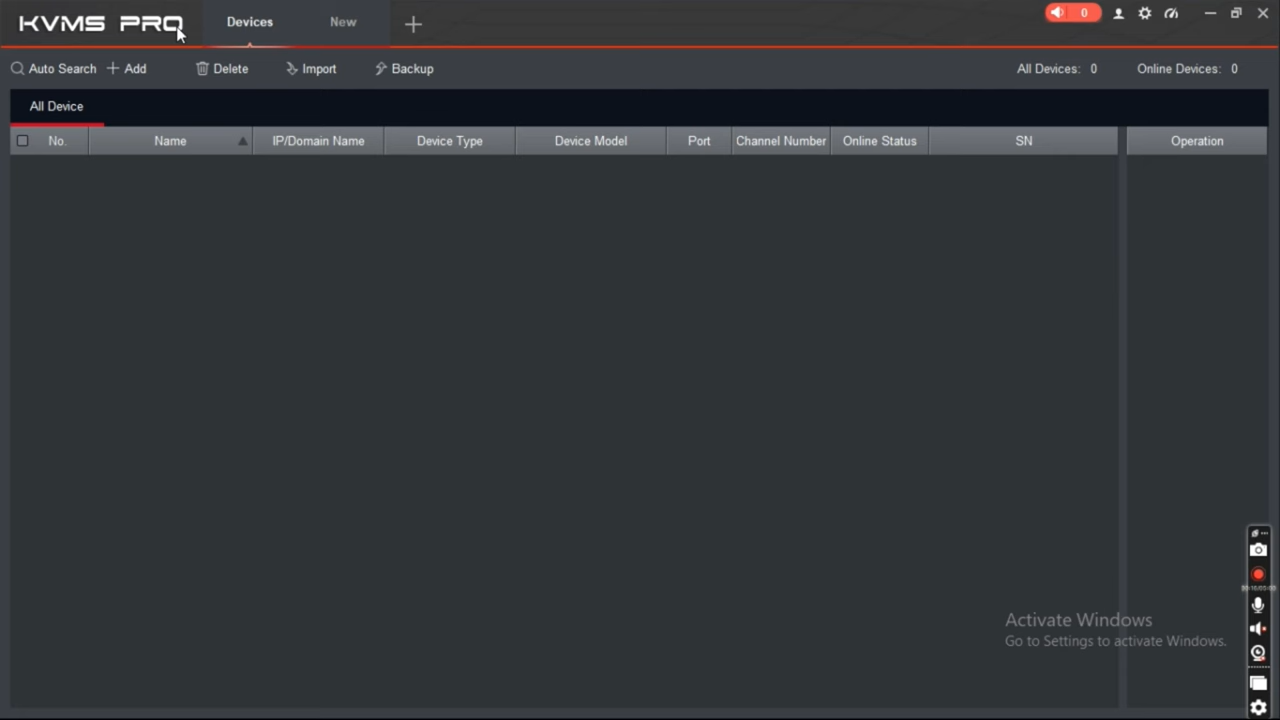 KVMS PRO Devices New 0
Auto Search Add Delete Import Backup All Devices: 0 Online Devices: 0
All Device
No. Name IP/Domain Name Device Type Device Model Port Channel Number Online Status SN Operation
Activate Windows
Go to Settings to activate Windows.